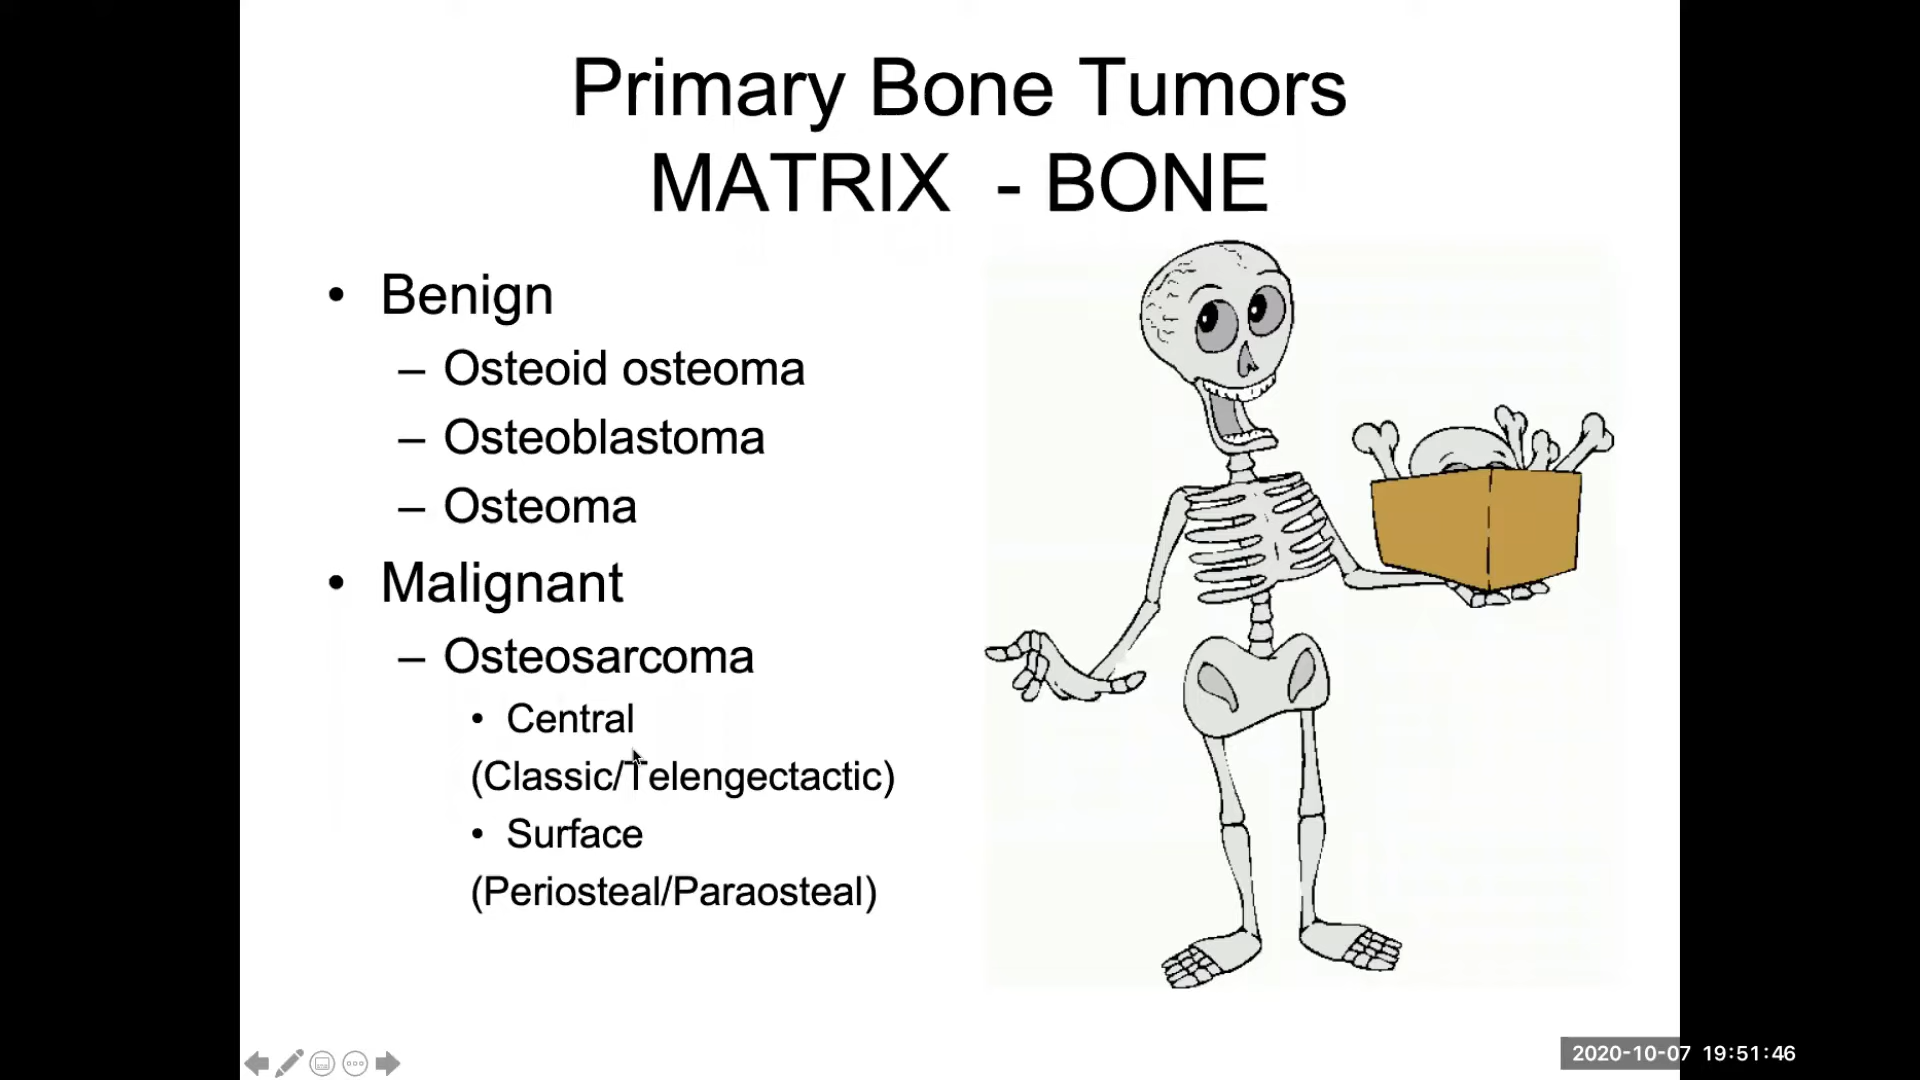 Primary Bone Tumors
MATRIX - BONE
• Benign
– Osteoid osteoma
– Osteoblastoma
– Osteoma
• Malignant
– Osteosarcoma
• Central
(Classic/Telengectactic)
• Surface
(Periosteal/Paraosteal)
2020-10-07 19:51:46